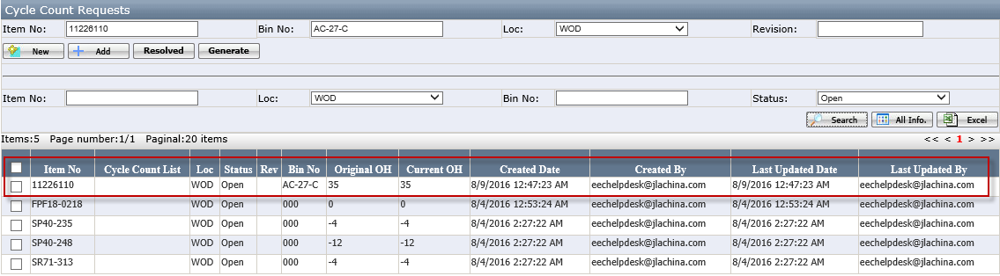 Cycle Count Requests
Item No: 11226110 Bin No: AC-27-C Loc: WOD Revision:
New Add Resolved Generate
Item No: Loc: WOD Bin No: Status: Open
Search All Info. Excel
Items:5 Page number:1/1 Paginal:20 items << < 1 > >>
Item No Cycle Count List Loc Status Rev Bin No Original OH Current OH Created Date Created By Last Updated Date Last Updated By
11226110 WOD Open AC-27-C 35 35 8/9/2016 12:47:23 AM eechelpdesk@jlachina.com 8/9/2016 12:47:23 AM eechelpdesk@jlachina.com
FPF18-0218 WOD Open 000 0 0 8/4/2016 12:53:24 AM eechelpdesk@jlachina.com 8/4/2016 12:53:24 AM eechelpdesk@jlachina.com
SP40-235 WOD Open 000 -4 -4 8/4/2016 2:27:22 AM eechelpdesk@jlachina.com 8/4/2016 2:27:22 AM eechelpdesk@jlachina.com
SP40-248 WOD Open 000 -12 -12 8/4/2016 2:27:22 AM eechelpdesk@jlachina.com 8/4/2016 2:27:22 AM eechelpdesk@jlachina.com
SR71-313 WOD Open 000 -4 -4 8/4/2016 2:27:22 AM eechelpdesk@jlachina.com 8/4/2016 2:27:22 AM eechelpdesk@jlachina.com